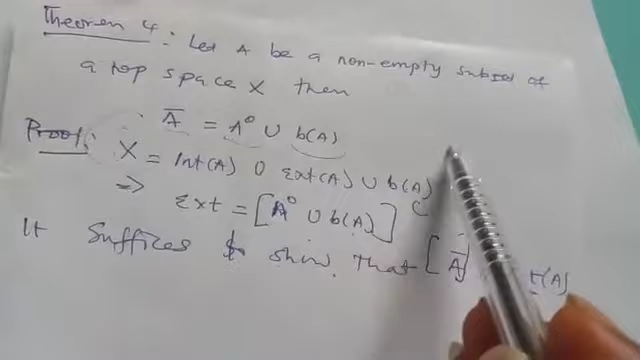 Theorem 4: Let A be a non-empty subset of
a top space X then
Ā = A° ∪ b(A)
Proof: X = Int(A) ∪ Ext(A) ∪ b(A)
⇒ Ext = [A° ∪ b(A)]ᶜ
It suffices to show that [Ā] t(A)